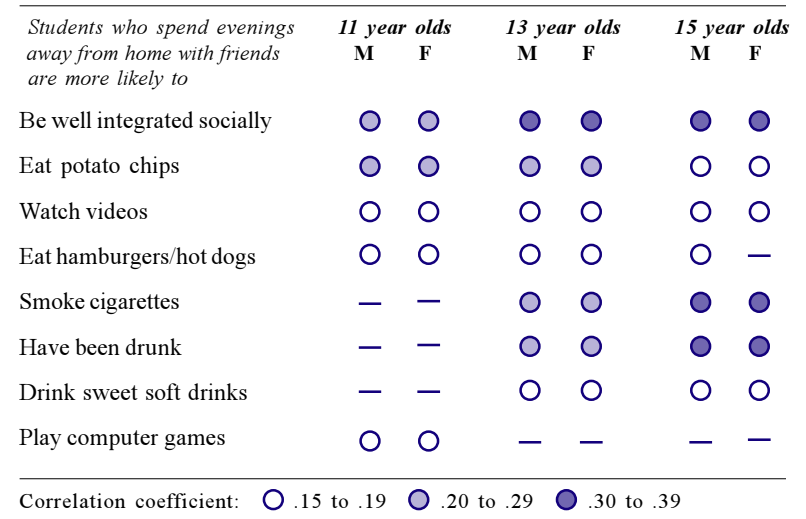 Students who spend evenings 11 year olds 13 year olds 15 year olds
away from home with friends M F M F M F
are more likely to
Be well integrated socially
Eat potato chips
Watch videos
Eat hamburgers/hot dogs —
Smoke cigarettes — —
Have been drunk — —
Drink sweet soft drinks — —
Play computer games — — — —
Correlation coefficient: .15 to .19 .20 to .29 .30 to .39